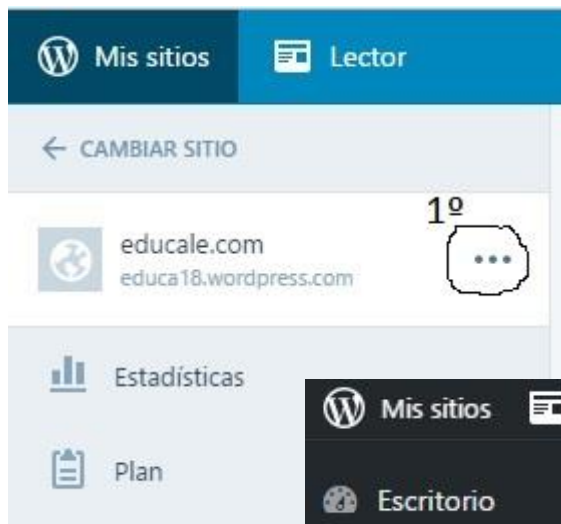 Mis sitios Lector
← CAMBIAR SITIO
1º
educale.com
educa18.wordpress.com
Estadísticas
Plan
Mis sitios
Escritorio